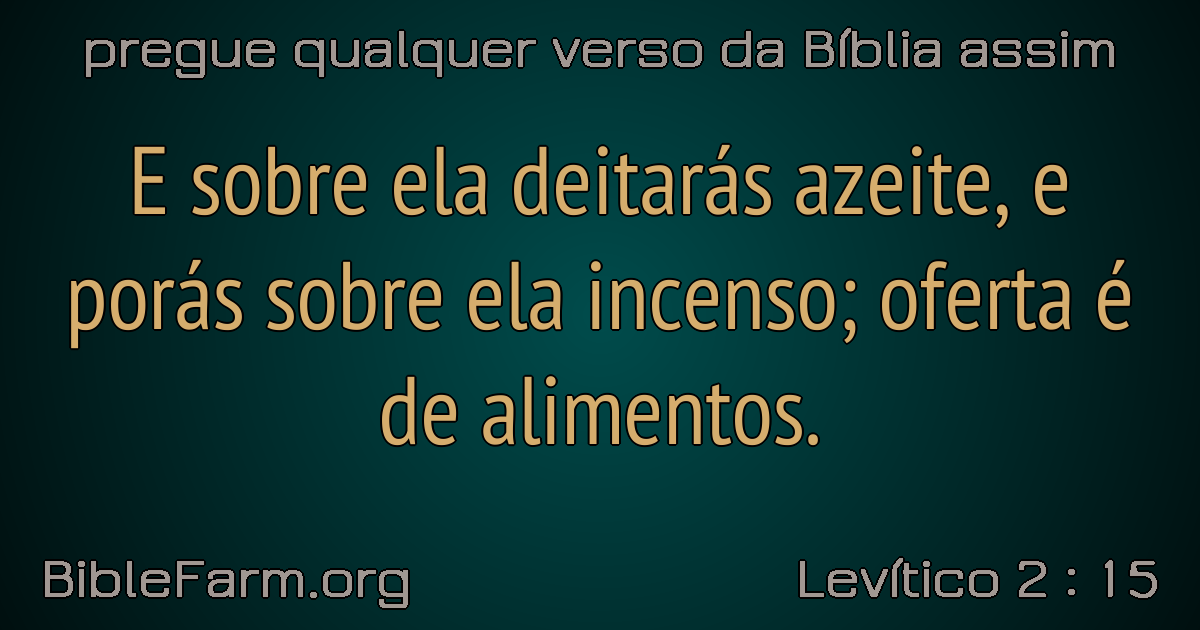 pregue qualquer verso da Bíblia assim
E sobre ela deitarás azeite, e
porás sobre ela incenso; oferta é
de alimentos.
BibleFarm.org
Levítico 2 : 15